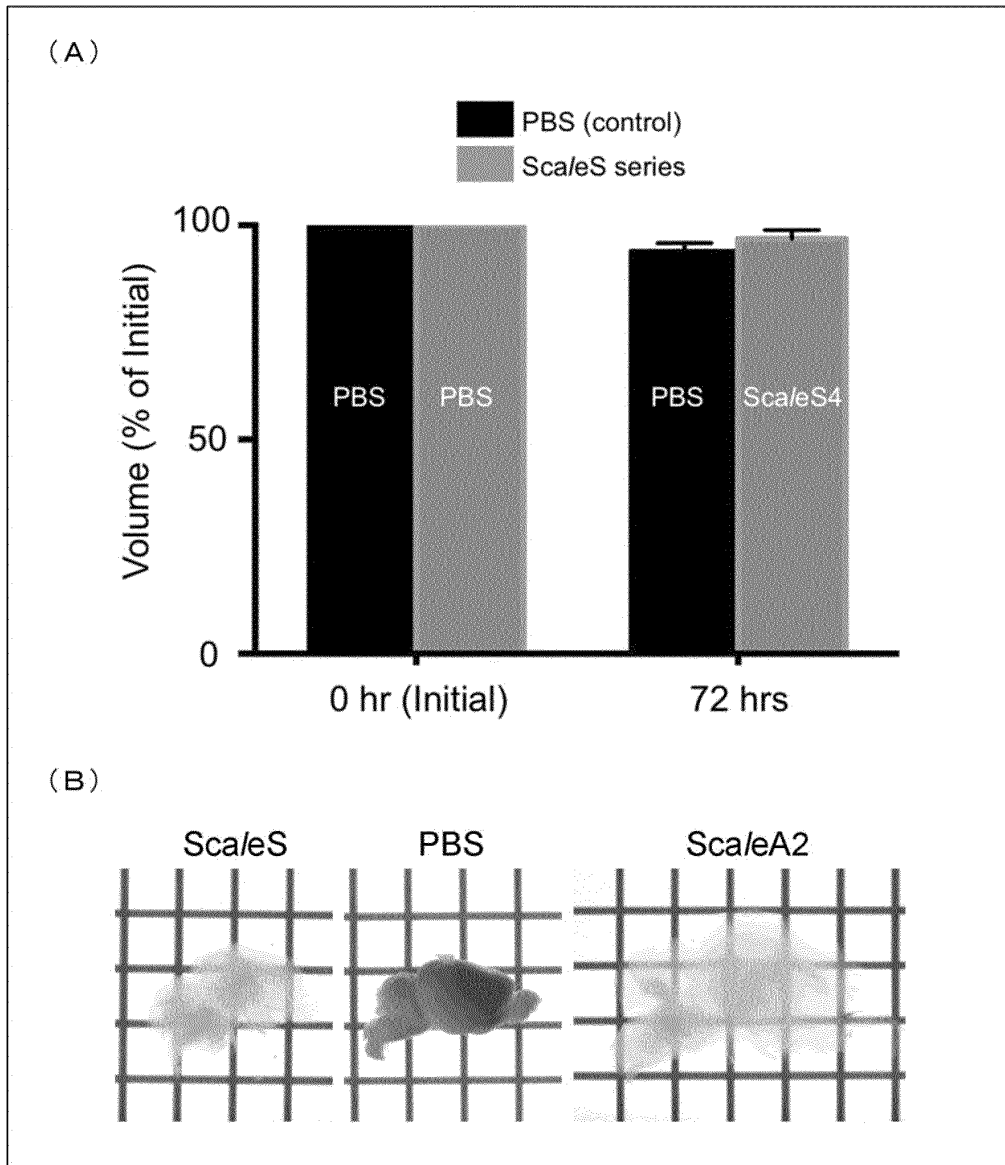 (A)
PBS (control)
ScaleS series
Volume (% of Initial)
100
50
0
PBS
PBS
PBS
ScaleS4
0 hr (Initial)
72 hrs
(B)
ScaleS
PBS
ScaleA2